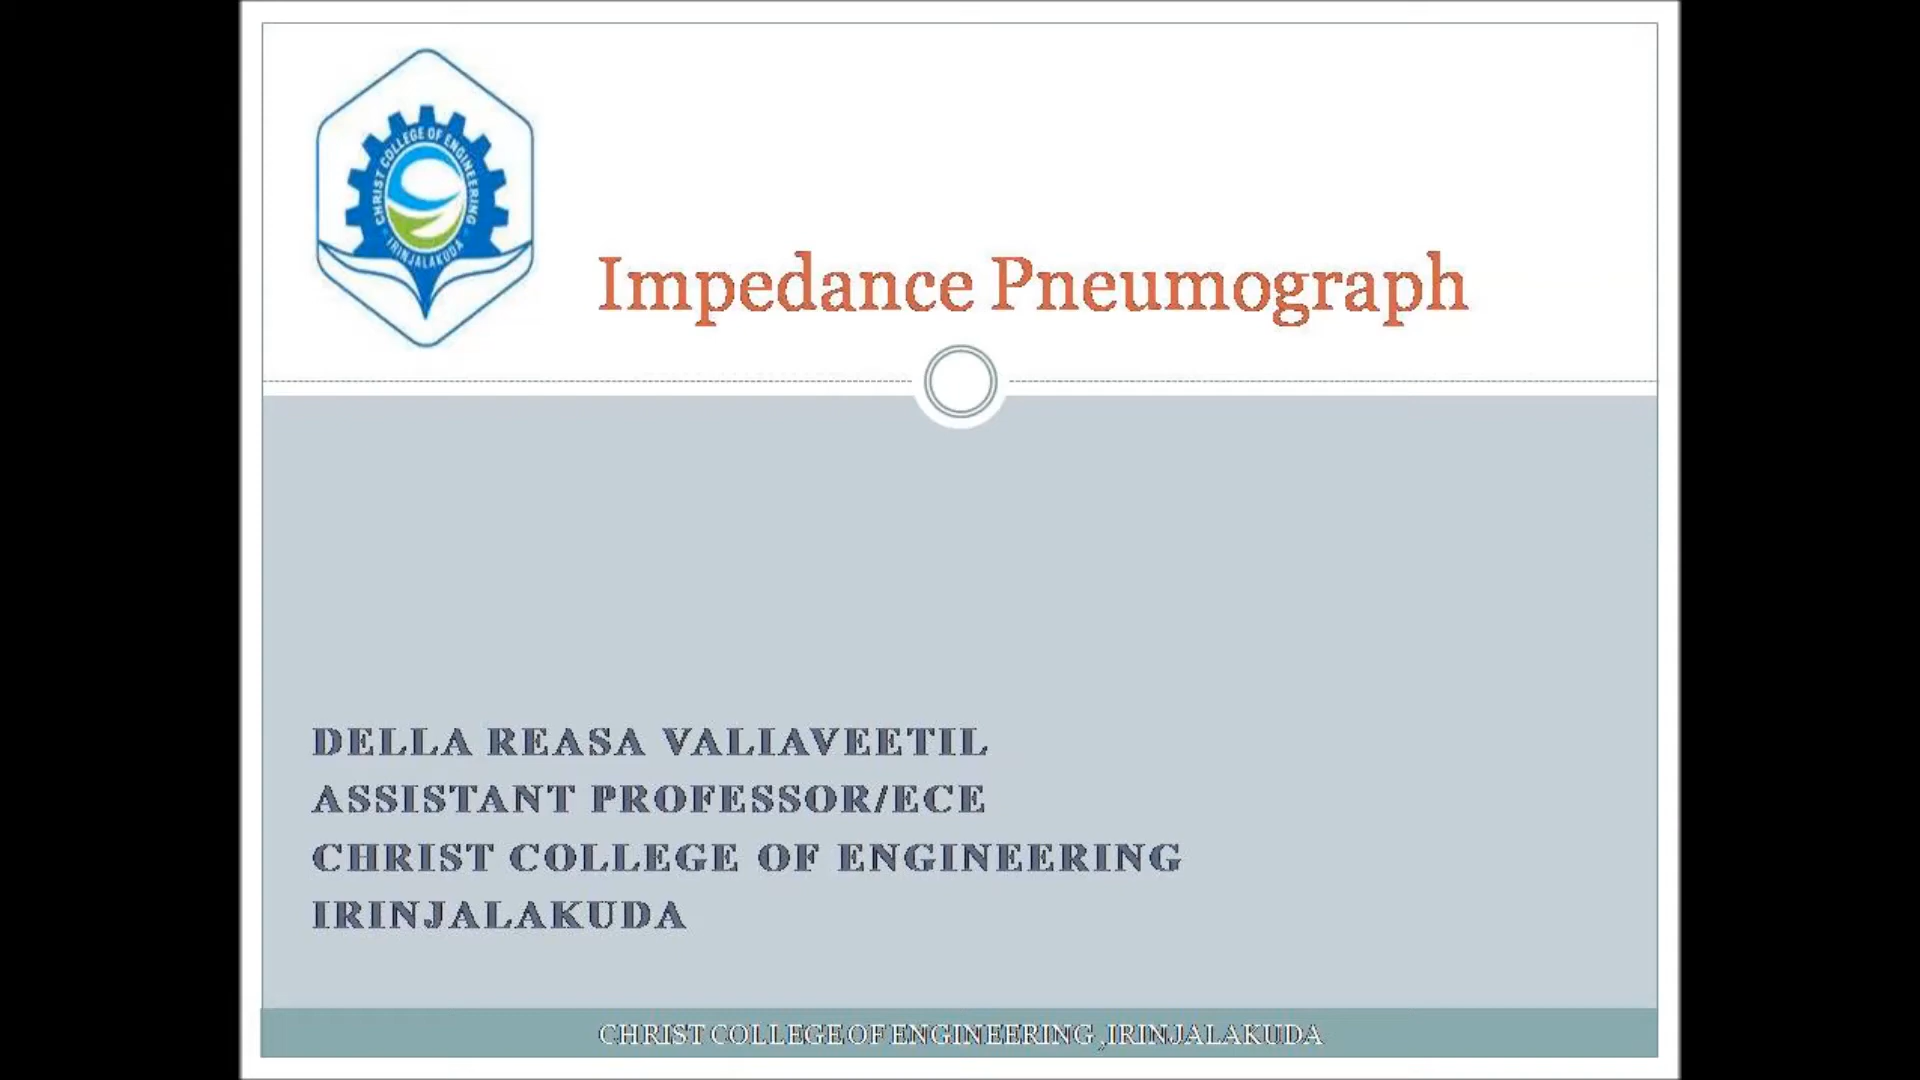 CHRIST COLLEGE OF ENGINEERING
IRINJALAKUDA
Impedance Pneumograph
DELLA REASA VALIAVEETIL
ASSISTANT PROFESSOR/ECE
CHRIST COLLEGE OF ENGINEERING
IRINJALAKUDA
CHRIST COLLEGE OF ENGINEERING ,IRINJALAKUDA